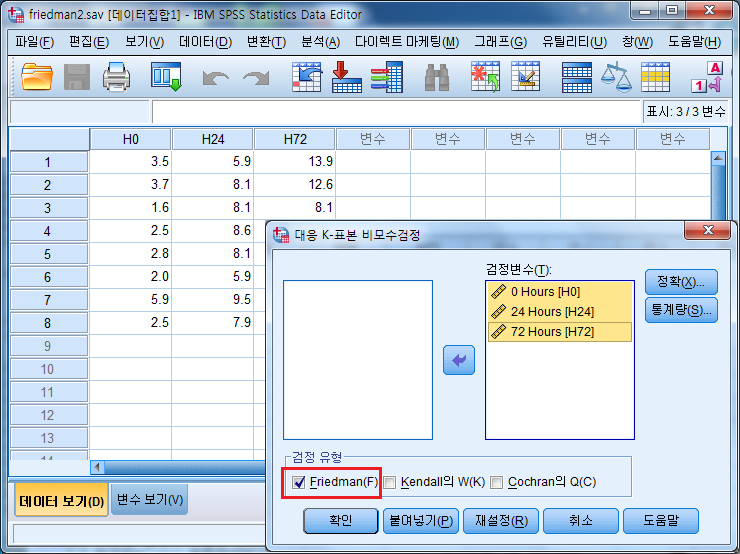 friedman2.sav [데이터집합1] - IBM SPSS Statistics Data Editor
파일(F) 편집(E) 보기(V) 데이터(D) 변환(T) 분석(A) 다이렉트 마케팅(M) 그래프(G) 유틸리티(U) 창(W) 도움말(H)
표시: 3 / 3 변수
H0 H24 H72 변수 변수 변수 변수 변수
1 3.5 5.9 13.9
2 3.7 8.1 12.6
3 1.6 8.1 8.1
4 2.5 8.6
5 2.8 8.1
6 2.0 5.9
7 5.9 9.5
8 2.5 7.9
9
10
11
12
13
데이터 보기(D) 변수 보기(V)
대응 K-표본 비모수검정
검정변수(T):
0 Hours [H0]
24 Hours [H24]
72 Hours [H72]
정확(X)...
통계량(S)...
검정 유형
Friedman(F) Kendall의 W(K) Cochran의 Q(C)
확인 붙여넣기(P) 재설정(R) 취소 도움말